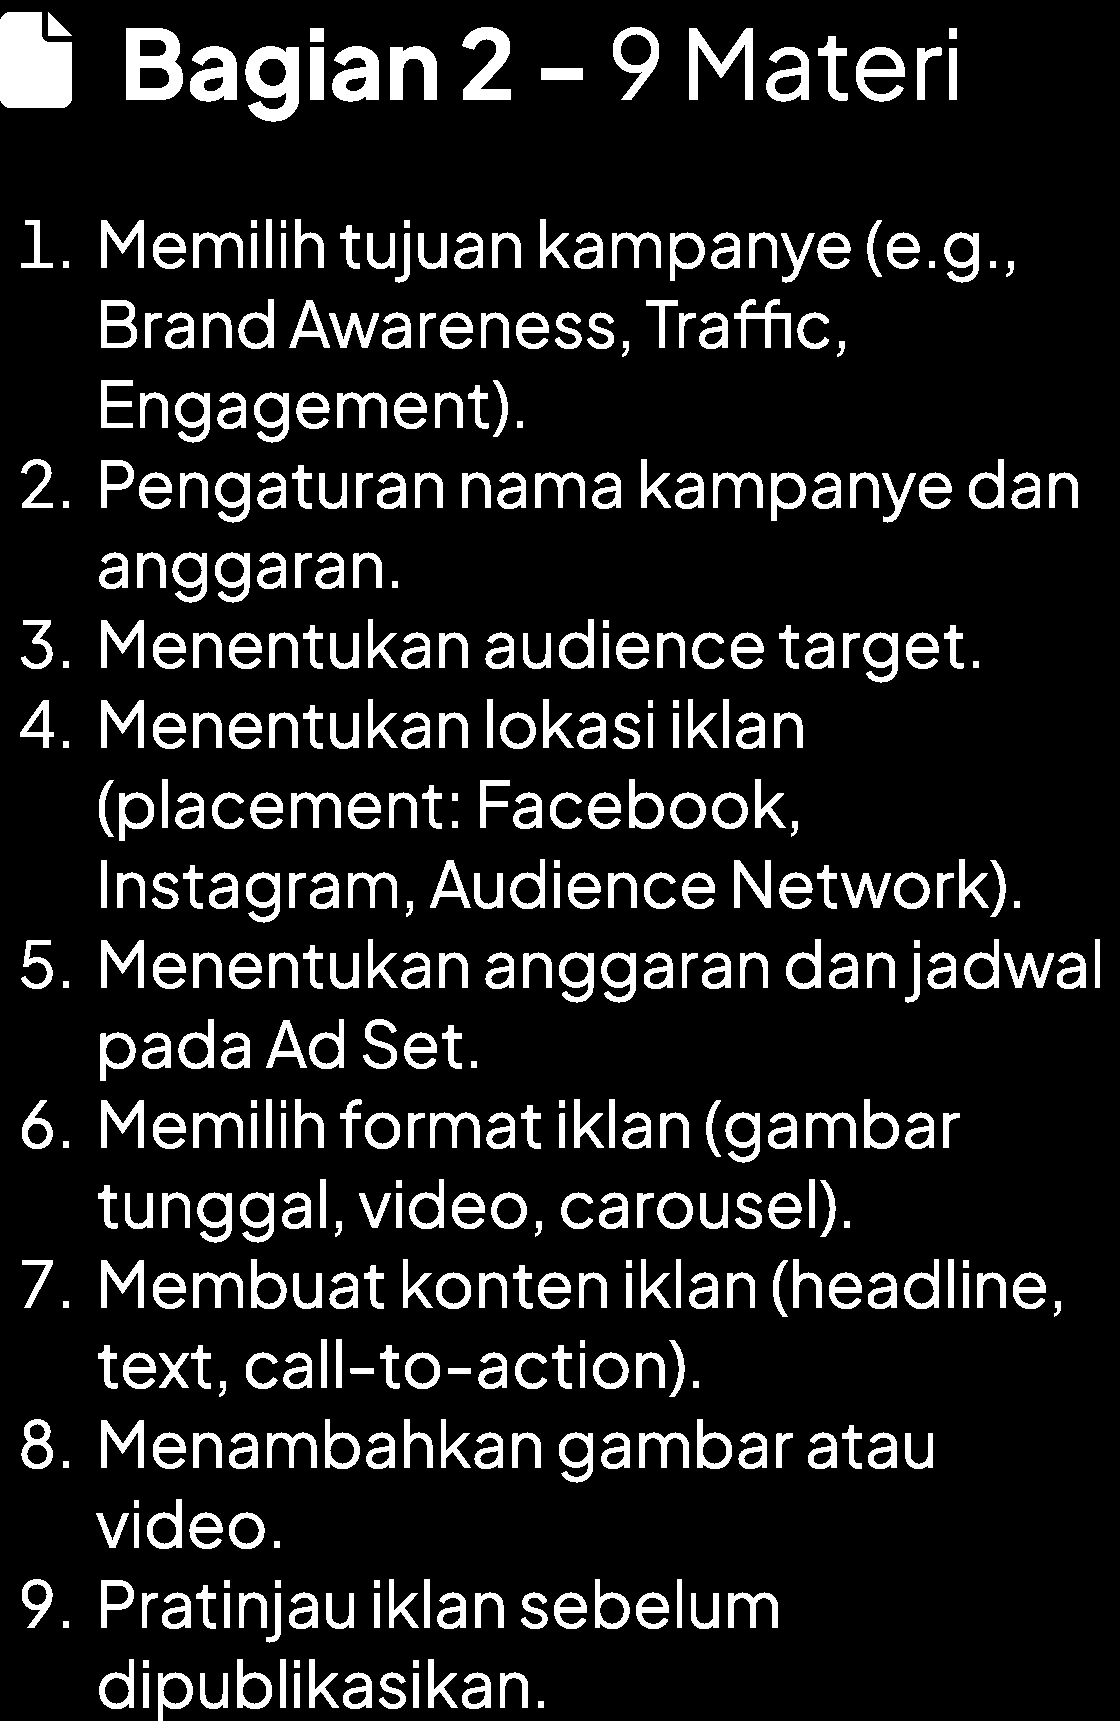 Bagian 2 – 9 Materi
1. Memilih tujuan kampanye (e.g.,
Brand Awareness, Traffic,
Engagement).
2. Pengaturan nama kampanye dan
anggaran.
3. Menentukan audience target.
4. Menentukan lokasi iklan
(placement: Facebook,
Instagram, Audience Network).
5. Menentukan anggaran dan jadwal
pada Ad Set.
6. Memilih format iklan (gambar
tunggal, video, carousel).
7. Membuat konten iklan (headline,
text, call-to-action).
8. Menambahkan gambar atau
video.
9. Pratinjau iklan sebelum
dipublikasikan.